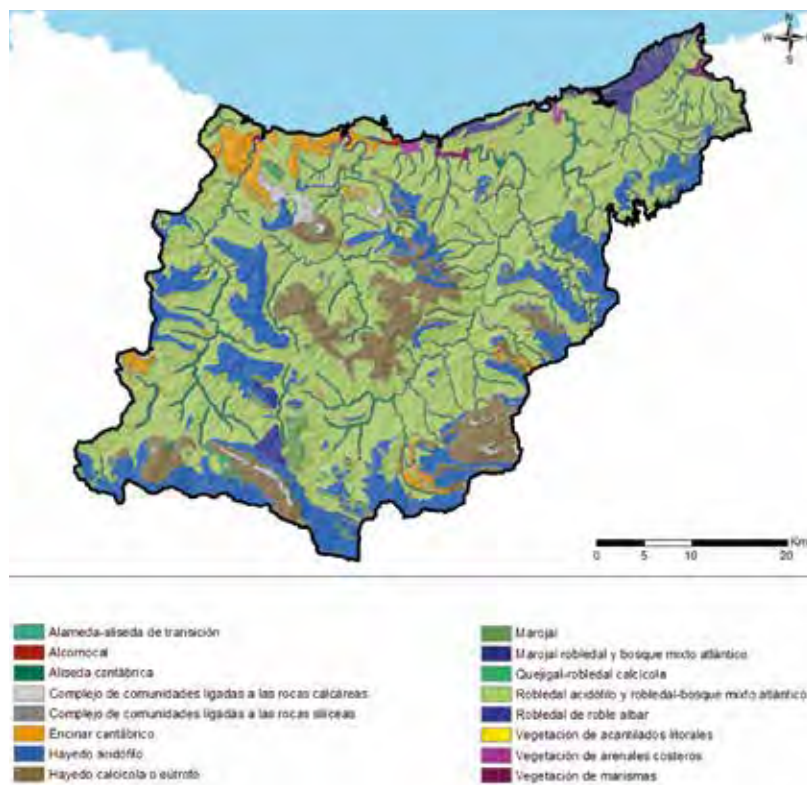 N
W
S
Km
0 5 10 20
Alameda-aliseda de transición
Alcornocal
Aliseda cantábrica
Complejo de comunidades ligadas a las rocas calcáreas
Complejo de comunidades ligadas a las rocas silíceas
Encinar cantábrico
Hayedo acidófilo
Hayedo calcícola o eútrofo
Marojal
Marojal robledal y bosque mixto atlántico
Quejigal-robledal calcícola
Robledal acidófilo y robledal-bosque mixto atlántico
Robledal de roble albar
Vegetación de acantilados litorales
Vegetación de arenales costeros
Vegetación de marismas